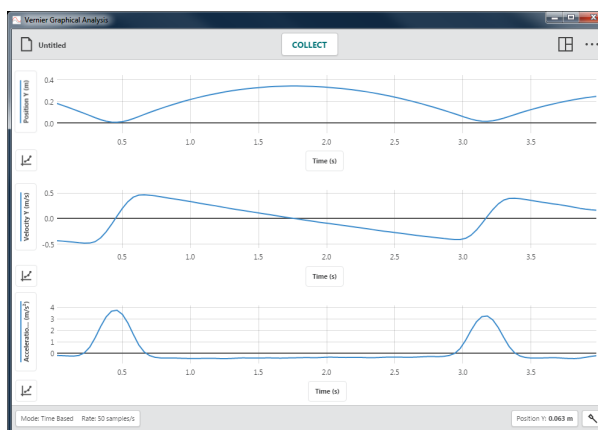 Vernier Graphical Analysis
Untitled
COLLECT
Position Y (m)
0.4
0.2
0.0
0.5 1.0 1.5 2.0 2.5 3.0 3.5
Time (s)
Velocity Y (m/s)
0.5
0.0
-0.5
0.5 1.0 1.5 2.0 2.5 3.0 3.5
Time (s)
Acceleratio... (m/s²)
4
3
2
1
0
0.5 1.0 1.5 2.0 2.5 3.0 3.5
Time (s)
Mode: Time Based Rate: 50 samples/s
Position Y: 0.063 m